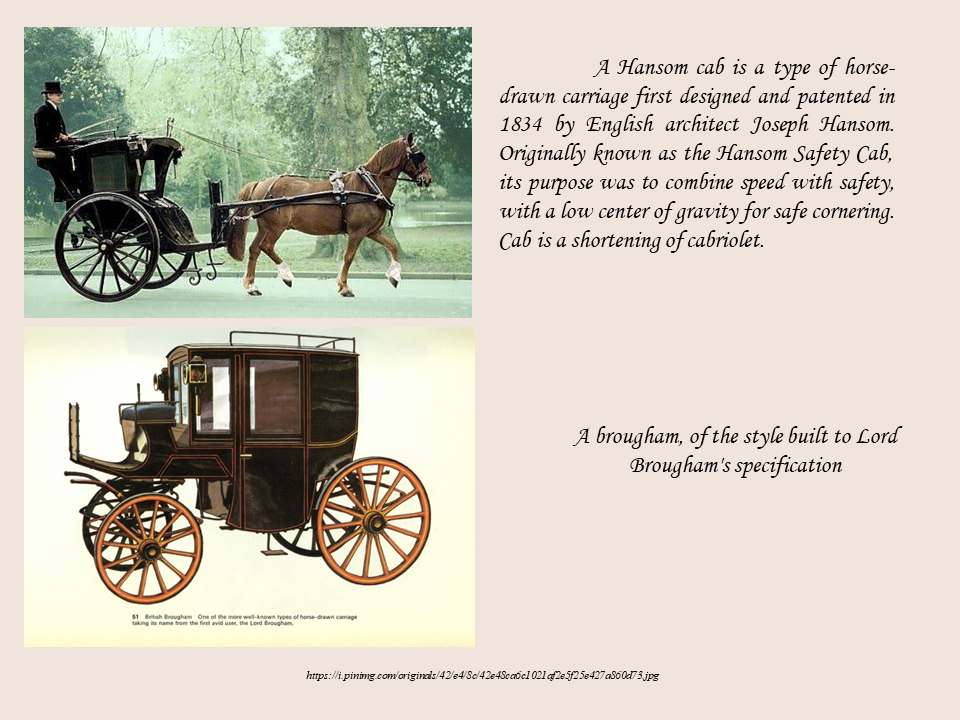 A Hansom cab is a type of horse-
drawn carriage first designed and patented in
1834 by English architect Joseph Hansom.
Originally known as the Hansom Safety Cab,
its purpose was to combine speed with safety,
with a low center of gravity for safe cornering.
Cab is a shortening of cabriolet.
A brougham, of the style built to Lord
Brougham's specification
51 British Brougham One of the more well-known types of horse-drawn carriage
taking its name from the first avid user, the Lord Brougham.
https://i.pinimg.com/originals/42/e4/8c/42e48ca6c1021af2e5f25e427a860d73.jpg